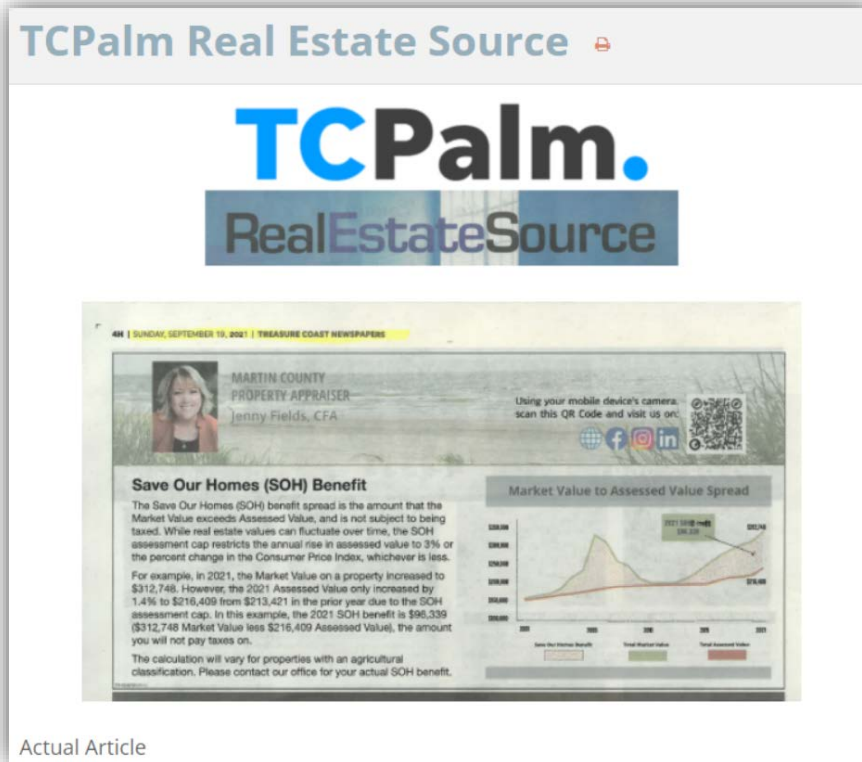 TCPalm Real Estate Source
TCPalm.
RealEstateSource
4H | SUNDAY, SEPTEMBER 19, 2021 | TREASURE COAST NEWSPAPERS
MARTIN COUNTY
PROPERTY APPRAISER
Jenny Fields, CFA
Using your mobile device's camera.
scan this QR Code and visit us on:
Save Our Homes (SOH) Benefit
The Save Our Homes (SOH) benefit spread is the amount that the
Market Value exceeds Assessed Value, and is not subject to being
taxed. While real estate values can fluctuate over time, the SOH
assessment cap restricts the annual rise in assessed value to 3% or
the percent change in the Consumer Price Index, whichever is less.
For example, in 2021, the Market Value on a property increased to
$312,748. However, the 2021 Assessed Value only increased by
1.4% to $216,409 from $213,421 in the prior year due to the SOH
assessment cap. In this example, the 2021 SOH benefit is $96,339
($312,748 Market Value less $216,409 Assessed Value), the amount
you will not pay taxes on.
The calculation will vary for properties with an agricultural
classification. Please contact our office for your actual SOH benefit.
Market Value to Assessed Value Spread
$312,748
$96,339
$216,409
2021
Save Our Homes Benefit
Total Market Value
Total Assessed Value
Actual Article